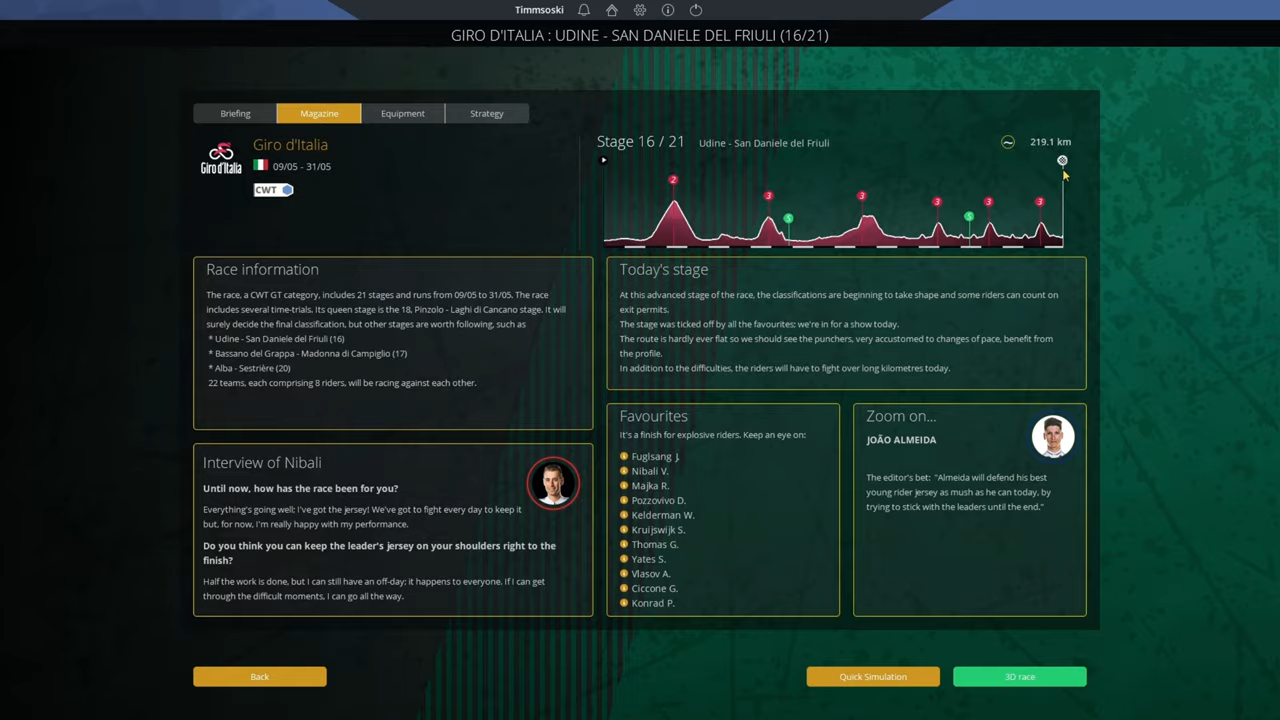 Timmsoski
GIRO D'ITALIA : UDINE - SAN DANIELE DEL FRIULI (16/21)
Briefing
Magazine
Equipment
Strategy
Giro d'Italia
Giro d'Italia
09/05 - 31/05
CWT
Stage 16 / 21
Udine - San Daniele del Friuli
219.1 km
2
3
S
3
3
S
3
3
Race information
The race, a CWT GT category, includes 21 stages and runs from 09/05 to 31/05. The race
includes several time-trials. Its queen stage is the 18, Pinzolo - Laghi di Cancano stage. It will
surely decide the final classification, but other stages are worth following, such as
* Udine - San Daniele del Friuli (16)
* Bassano del Grappa - Madonna di Campiglio (17)
* Alba - Sestrière (20)
22 teams, each comprising 8 riders, will be racing against each other.
Today's stage
At this advanced stage of the race, the classifications are beginning to take shape and some riders can count on
exit permits.
The stage was ticked off by all the favourites; we're in for a show today.
The route is hardly ever flat so we should see the punchers, very accustomed to changes of pace, benefit from
the profile.
In addition to the difficulties, the riders will have to fight over long kilometres today.
Interview of Nibali
Until now, how has the race been for you?
Everything's going well; I've got the jersey! We've got to fight every day to keep it
but, for now, I'm really happy with my performance.
Do you think you can keep the leader's jersey on your shoulders right to the
finish?
Half the work is done, but I can still have an off-day: it happens to everyone. If I can get
through the difficult moments, I can go all the way.
Favourites
It's a finish for explosive riders. Keep an eye on:
Fuglsang J.
Nibali V.
Majka R.
Pozzovivo D.
Kelderman W.
Kruijswijk S.
Thomas G.
Yates S.
Vlasov A.
Ciccone G.
Konrad P.
Zoom on...
JOÃO ALMEIDA
The editor's bet: "Almeida will defend his best
young rider jersey as mush as he can today, by
trying to stick with the leaders until the end."
Back
Quick Simulation
3D race